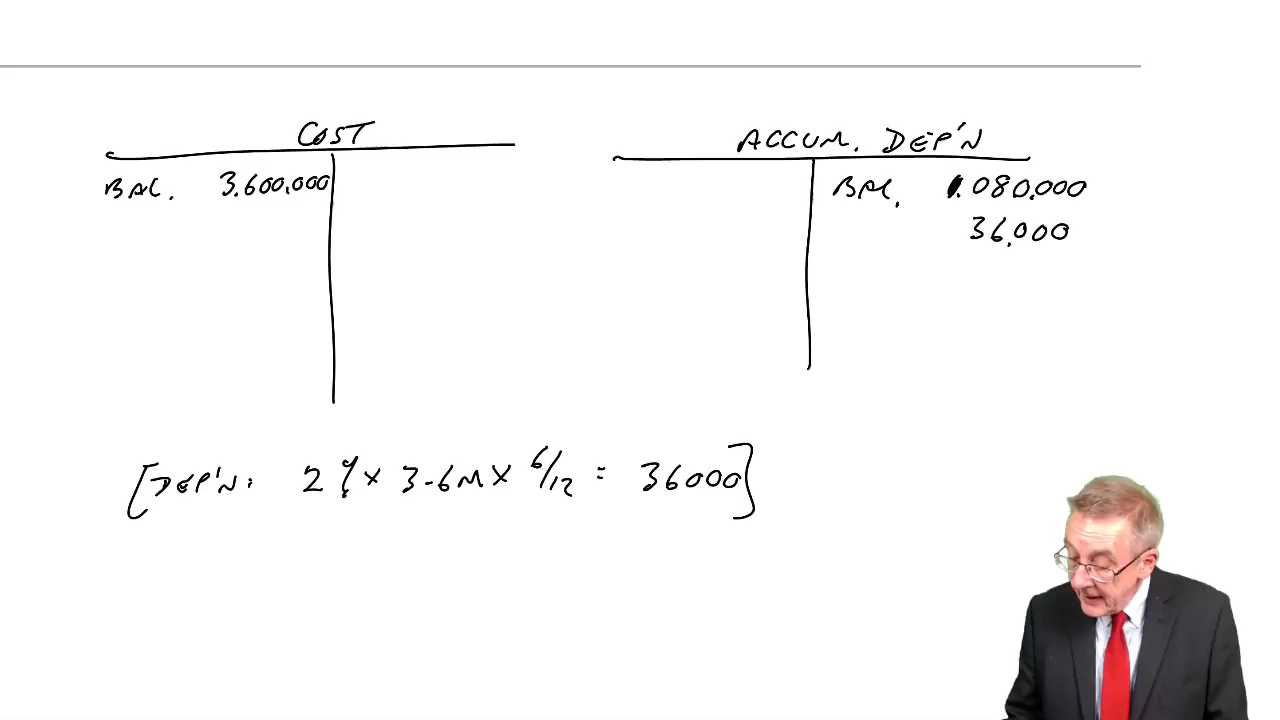 COST
BAL. 3.600.000
ACCUM. DEP'N
BAL. 1.080.000
36.000
[DEP'N: 2% × 3.6M × 6/12 = 36000]